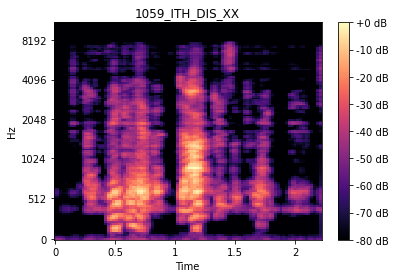 1059_ITH_DIS_XX
Hz
8192
4096
2048
1024
512
0
0
0.5
1
1.5
2
Time
+0 dB
-10 dB
-20 dB
-30 dB
-40 dB
-50 dB
-60 dB
-70 dB
-80 dB